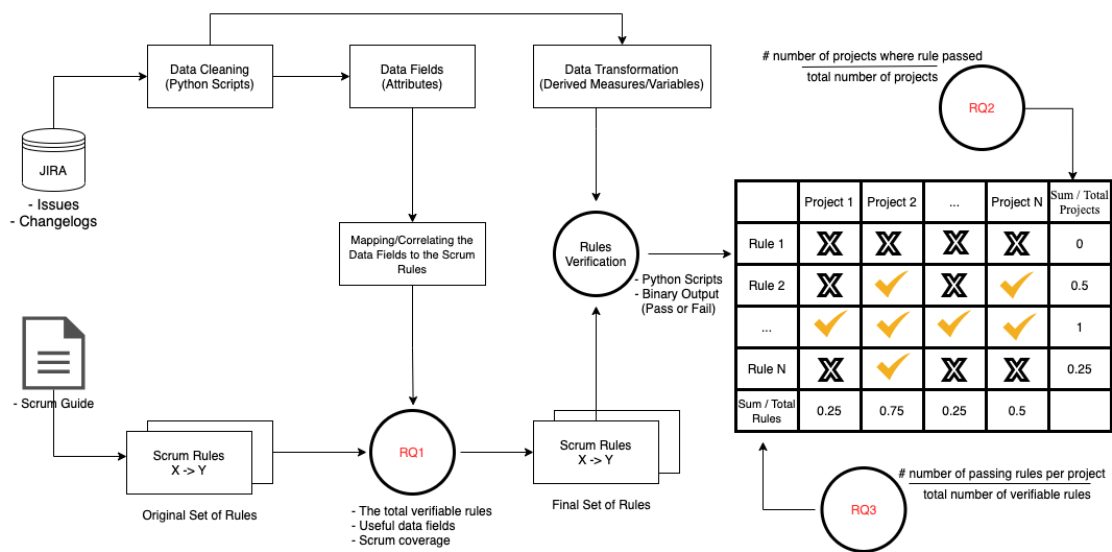 Data Cleaning
(Python Scripts)
Data Fields
(Attributes)
Data Transformation
(Derived Measures/Variables)
# number of projects where rule passed
total number of projects
RQ2
JIRA
- Issues
- Changelogs
Mapping/Correlating the
Data Fields to the Scrum
Rules
Rules
Verification
- Python Scripts
- Binary Output
(Pass or Fail)
Project 1 Project 2 ... Project N Sum / Total
Projects
Rule 1 X X X X 0
Rule 2 X ✓ X ✓ 0.5
... ✓ ✓ ✓ ✓ 1
Rule N X ✓ X X 0.25
Sum / Total
Rules 0.25 0.75 0.25 0.5
- Scrum Guide
Scrum Rules
X -> Y
Original Set of Rules
RQ1
- The total verifiable rules
- Useful data fields
- Scrum coverage
Scrum Rules
X -> Y
Final Set of Rules
# number of passing rules per project
total number of verifiable rules
RQ3